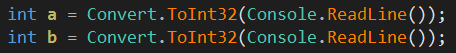 int a = Convert.ToInt32(Console.ReadLine());
int b = Convert.ToInt32(Console.ReadLine());